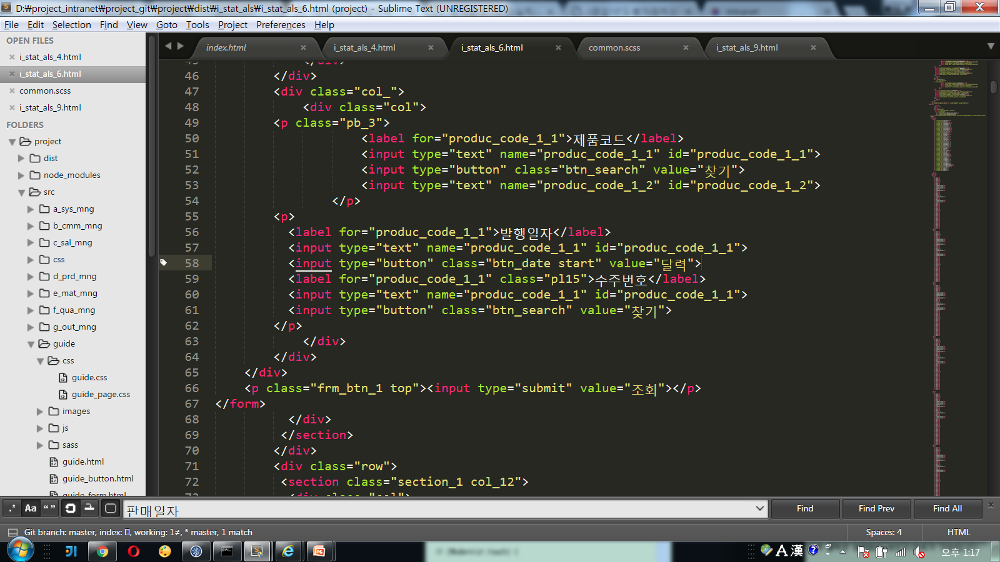 D:₩project_intranet₩project_git₩project₩dist₩i_stat_als₩i_stat_als_6.html (project) - Sublime Text (UNREGISTERED)
File Edit Selection Find View Goto Tools Project Preferences Help
OPEN FILES
i_stat_als_4.html
i_stat_als_6.html
common.scss
i_stat_als_9.html
FOLDERS
project
dist
node_modules
src
a_sys_mng
b_cmm_mng
c_sal_mng
css
d_prd_mng
e_mat_mng
f_qua_mng
g_out_mng
guide
css
guide.css
guide_page.css
images
js
sass
guide.html
guide_button.html
guide_form.html
index.html i_stat_als_4.html i_stat_als_6.html common.scss i_stat_als_9.html
45 </div>
46 </div>
47 <div class="col_">
48 <div class="col">
49 <p class="pb_3">
50 <label for="produc_code_1_1">제품코드</label>
51 <input type="text" name="produc_code_1_1" id="produc_code_1_1">
52 <input type="button" class="btn_search" value="찾기">
53 <input type="text" name="produc_code_1_2" id="produc_code_1_2">
54 </p>
55 <p>
56 <label for="produc_code_1_1">발행일자</label>
57 <input type="text" name="produc_code_1_1" id="produc_code_1_1">
58 <input type="button" class="btn_date start" value="달력">
59 <label for="produc_code_1_1" class="pl15">수주번호</label>
60 <input type="text" name="produc_code_1_1" id="produc_code_1_1">
61 <input type="button" class="btn_search" value="찾기">
62 </p>
63 </div>
64 </div>
65 </div>
66 <p class="frm_btn_1 top"><input type="submit" value="조회"></p>
67 </form>
68 </div>
69 </section>
70 </div>
71 <div class="row">
72 <section class="section_1 col_12">
73 <div class="col">
.* Aa “ ” 판매일자 Find Find Prev Find All
Git branch: master, index: ▯, working: 1≠, * master, 1 match Spaces: 4 HTML
A 漢 오후 1:17